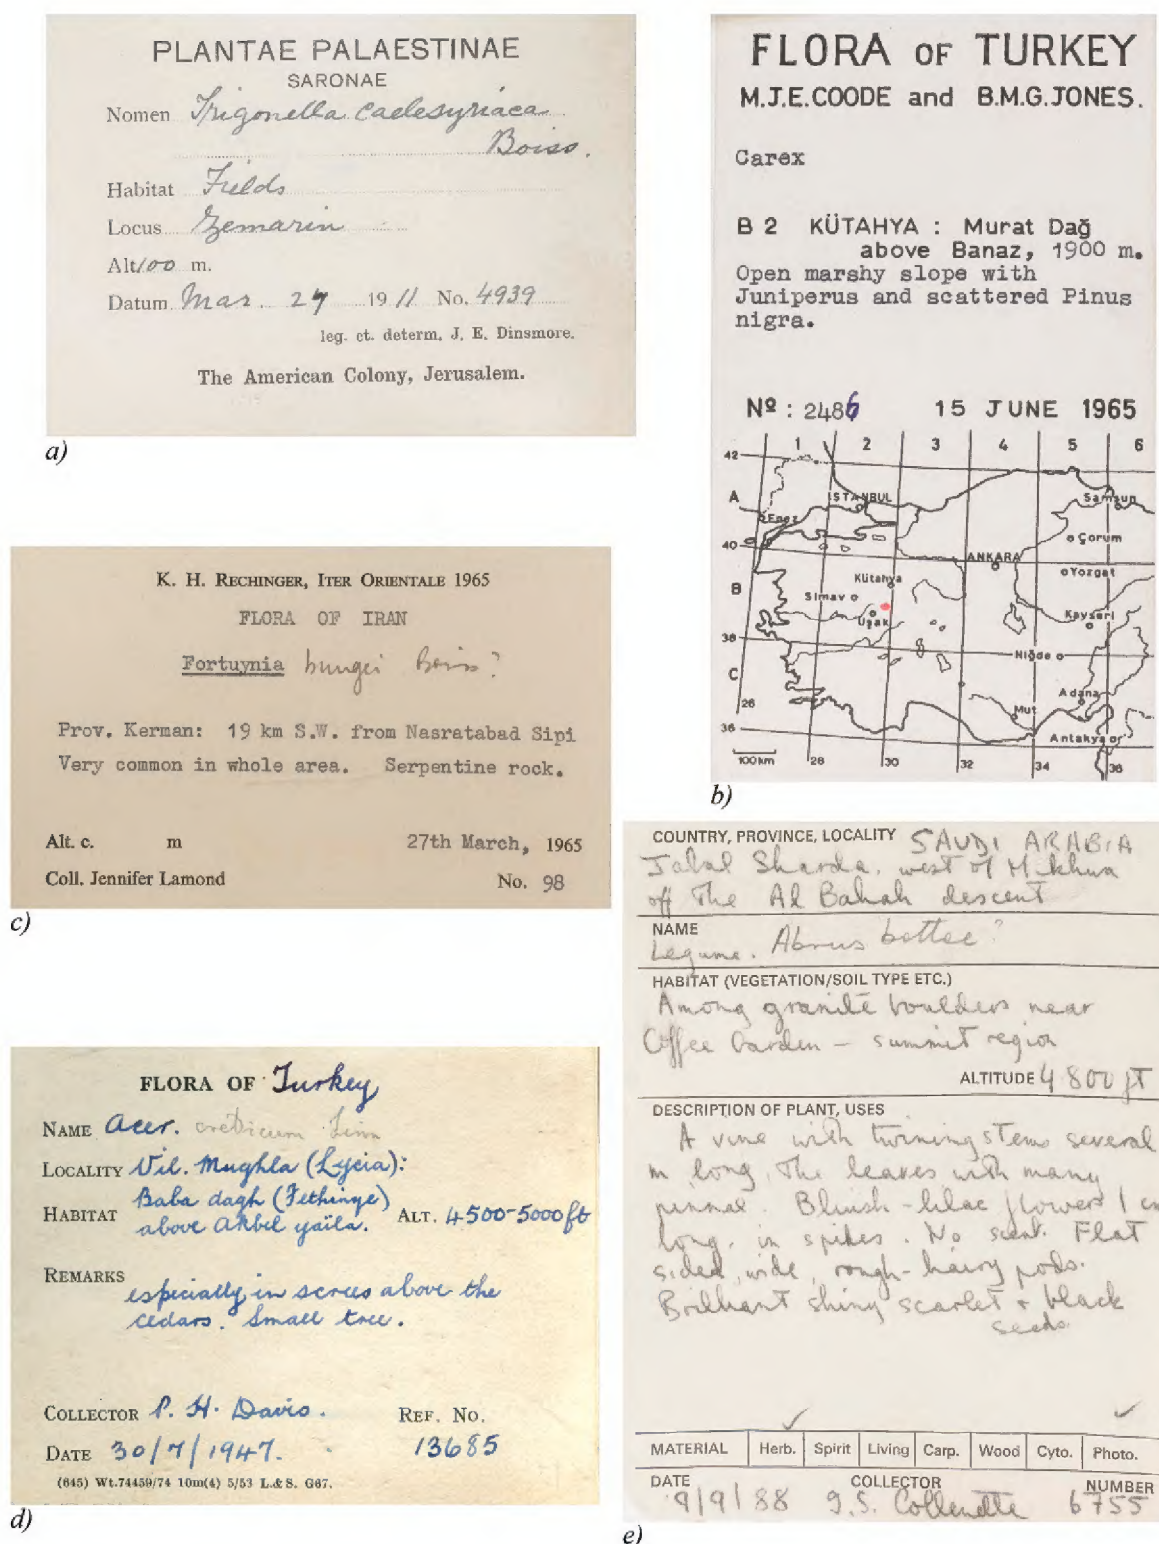 PLANTAE PALAESTINAE
SARONAE
Nomen Trigonella caelesyriaca
Boiss.
Habitat Fields
Locus Zemarin
Alt 100 m.
Datum Mar. 27 1911 No. 4939
leg. et. determ. J. E. Dinsmore.
The American Colony, Jerusalem.
a)
FLORA OF TURKEY
M.J.E.COODE and B.M.G.JONES.
Carex
B 2 KÜTAHYA : Murat Dağ
above Banaz, 1900 m.
Open marshy slope with
Juniperus and scattered Pinus
nigra.
Nº : 2486 15 JUNE 1965
1 2 3 4 5 6
42
A
ISTANBUL
Samsun
Enez
Çorum
40
ANKARA
Yozgat
Kütahya
B
Simav
Kayseri
Uşak
38
Niğde
C
Adana
26
Mut
36
Antakya
100km 28 30 32 34 36
b)
K. H. RECHINGER, ITER ORIENTALE 1965
FLORA OF IRAN
Fortuynia bungei Boiss?
Prov. Kerman: 19 km S.W. from Nasratabad Sipi
Very common in whole area. Serpentine rock.
Alt. c. m 27th March, 1965
Coll. Jennifer Lamond No. 98
c)
FLORA OF Turkey
NAME Acer. creticum Linn
LOCALITY Vil. Mughla (Lycia):
Baba dagh (Fethinye)
HABITAT above Akbel yaila. ALT. 4500-5000 ft
REMARKS especially in screes above the
cedars. Small tree.
COLLECTOR P. H. Davis. REF. No.
DATE 30/7/1947. 13685
(645) Wt.74459/74 10m(4) 5/53 L.& S. G67.
d)
COUNTRY, PROVINCE, LOCALITY SAUDI ARABIA
Jabal Sharda, west of Mikhwa
off The Al Bahah descent
NAME
Legume. Abrus bottae?
HABITAT (VEGETATION/SOIL TYPE ETC.)
Among granite boulders near
Coffee Garden – summit region
ALTITUDE 4 800 ft
DESCRIPTION OF PLANT, USES
A vine with twining stems several
m long, The leaves with many
pinnae. Bluish-lilac flowers 1 cm
long, in spikes. No scent. Flat
sided, wide, rough-hairy pods.
Brilliant shiny scarlet + black
seeds
MATERIAL Herb. Spirit Living Carp. Wood Cyto. Photo.
DATE COLLECTOR NUMBER
9/9/88 I.S. Collenette 6755
e)